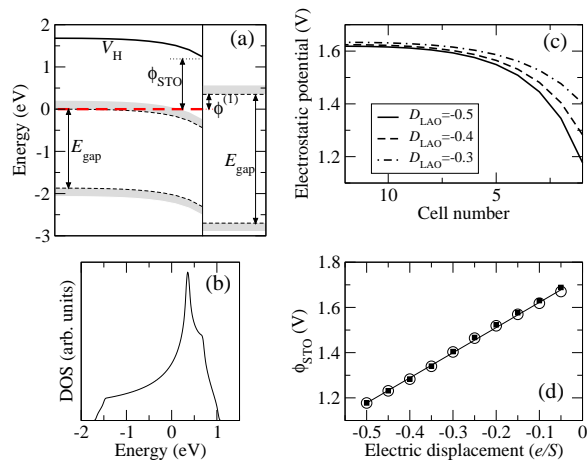 2
1
0
-1
-2
-3
Energy (eV)
V_H
(a)
ϕ_STO
ϕ^(1)
E_gap
E_gap
(c)
1.6
1.4
1.2
Electrostatic potential (V)
D_LAO=-0.5
D_LAO=-0.4
D_LAO=-0.3
10
5
Cell number
(b)
DOS (arb. units)
-2
-1
0
1
Energy (eV)
1.8
1.6
1.4
1.2
ϕ_STO (V)
(d)
-0.5
-0.4
-0.3
-0.2
-0.1
0
Electric displacement (e/S)